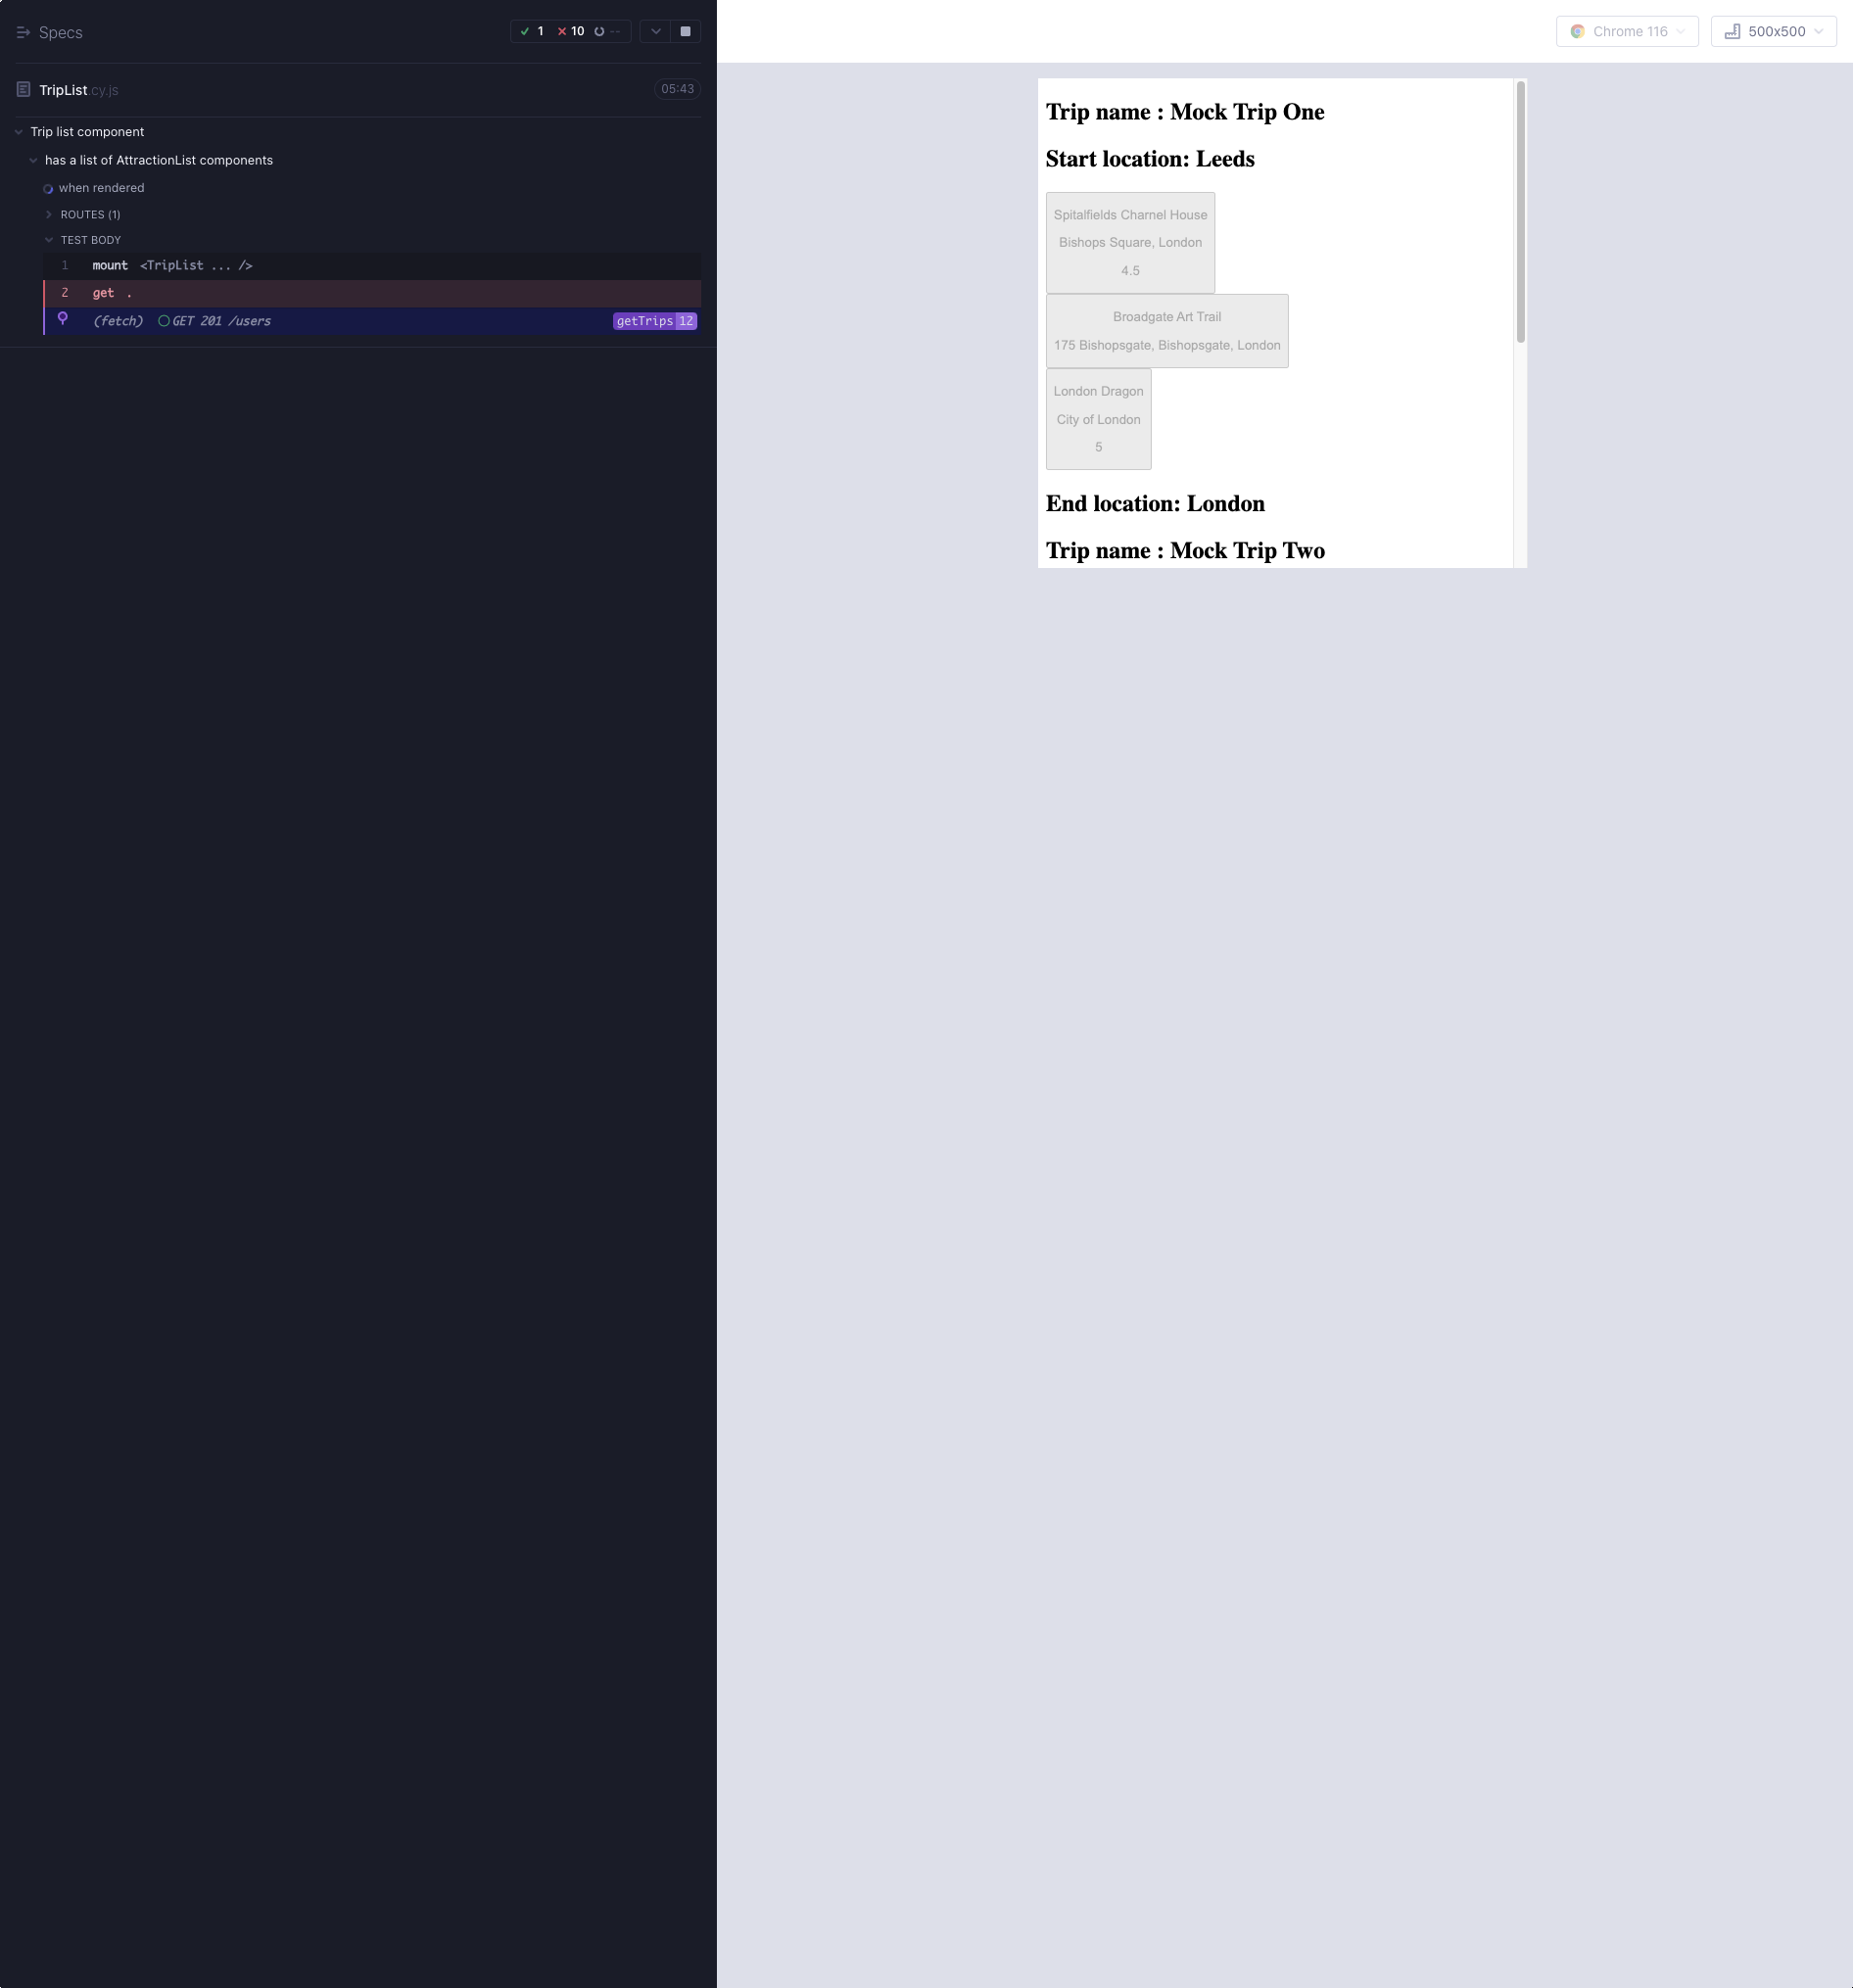 Specs
1 10 --
TripList.cy.js 05:43
Trip list component
has a list of AttractionList components
when rendered
ROUTES (1)
TEST BODY
1 mount <TripList ... />
2 get .
(fetch) GET 201 /users getTrips 12
Chrome 116 500x500
Trip name : Mock Trip One
Start location: Leeds
Spitalfields Charnel House
Bishops Square, London
4.5
Broadgate Art Trail
175 Bishopsgate, Bishopsgate, London
London Dragon
City of London
5
End location: London
Trip name : Mock Trip Two